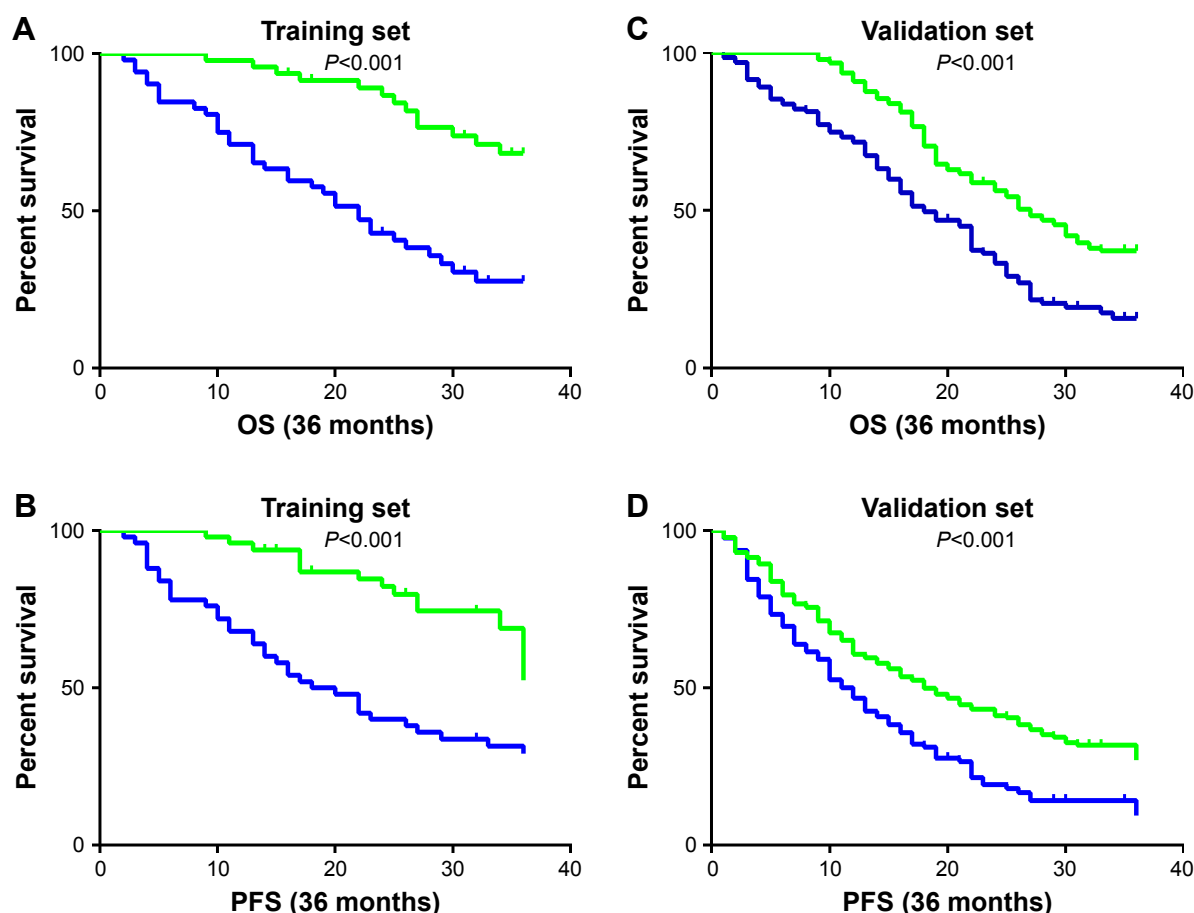 A
Training set
P<0.001
100
50
0
Percent survival
0 10 20 30 40
OS (36 months)
C
Validation set
P<0.001
100
50
0
Percent survival
0 10 20 30 40
OS (36 months)
B
Training set
P<0.001
100
50
0
Percent survival
0 10 20 30 40
PFS (36 months)
D
Validation set
P<0.001
100
50
0
Percent survival
0 10 20 30 40
PFS (36 months)